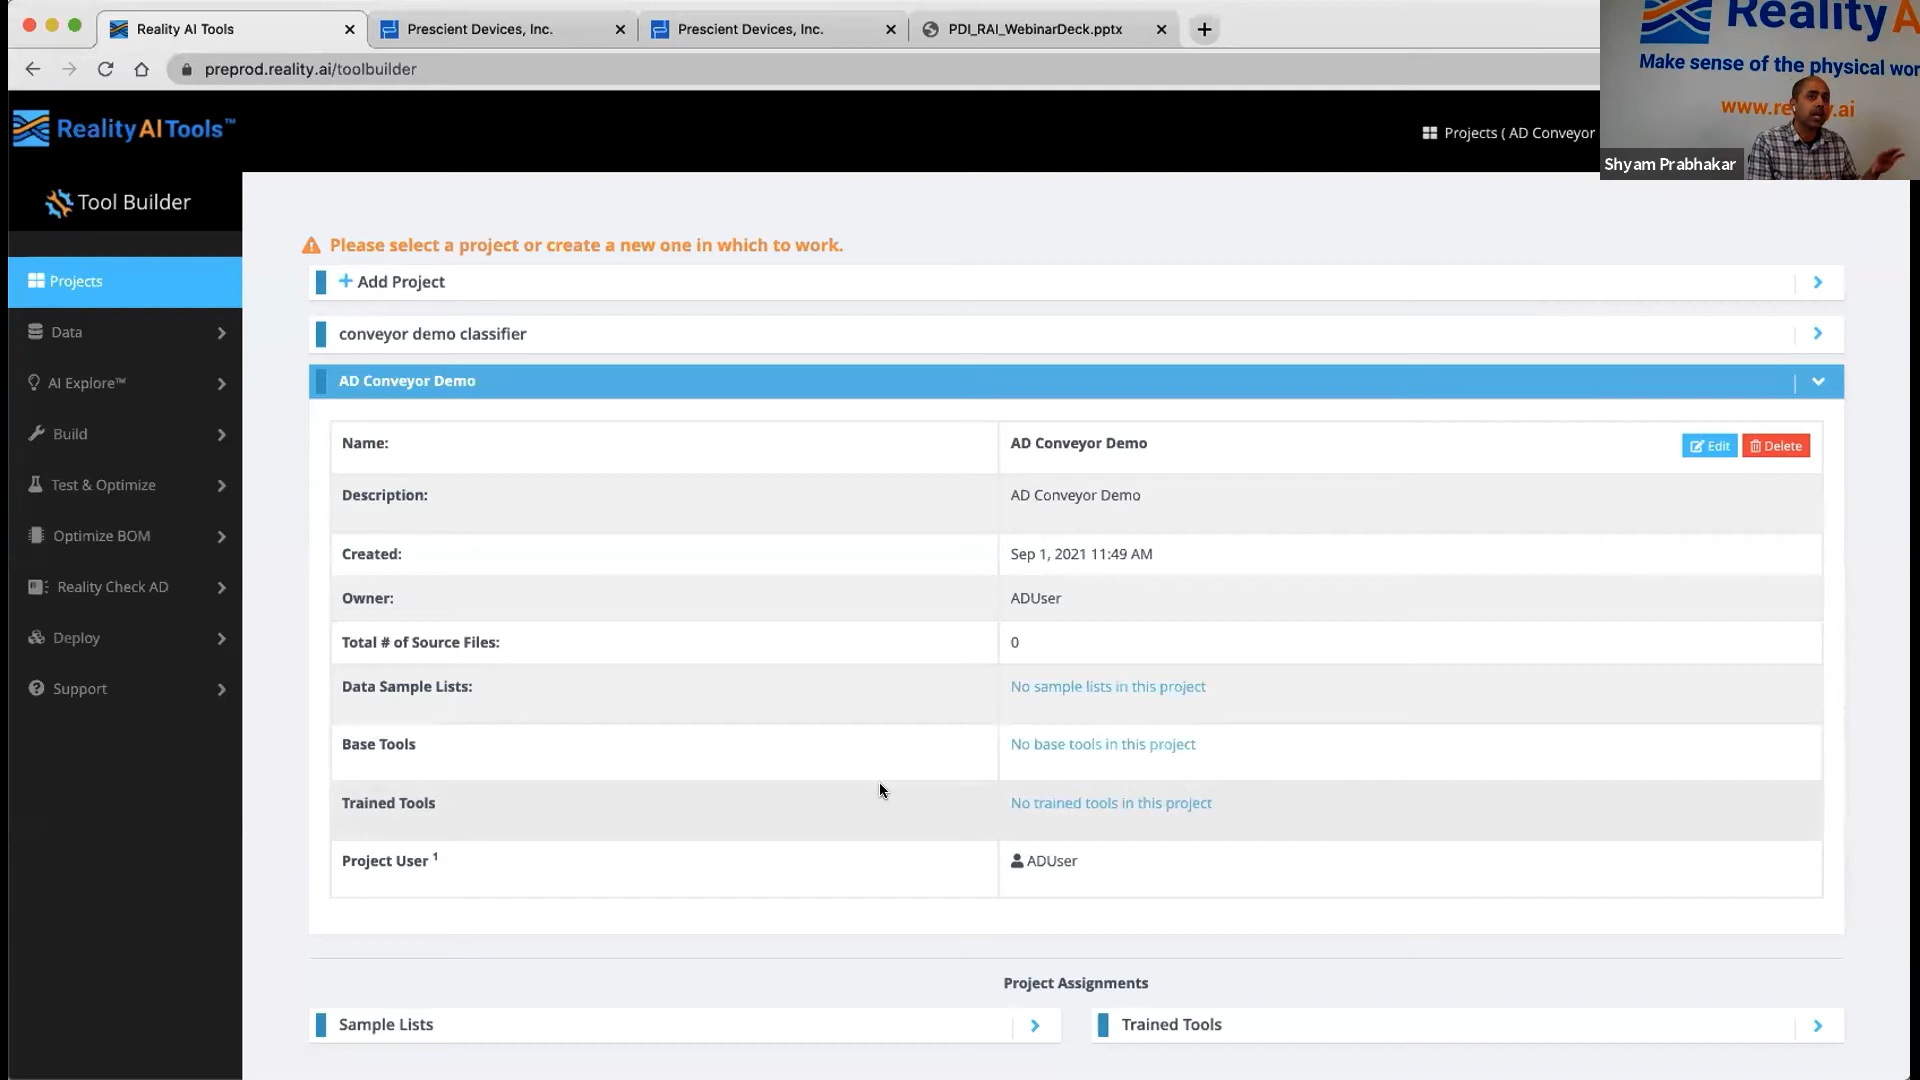 Reality AI Tools
Prescient Devices, Inc.
Prescient Devices, Inc.
PDI_RAI_WebinarDeck.pptx
preprod.reality.ai/toolbuilder
Reality AI Tools™
Projects ( AD Conveyor
Reality A
Make sense of the physical wor
www.re .ai
Shyam Prabhakar
Tool Builder
Projects
Data
AI Explore™
Build
Test & Optimize
Optimize BOM
Reality Check AD
Deploy
Support
Please select a project or create a new one in which to work.
+ Add Project
conveyor demo classifier
AD Conveyor Demo
Name: AD Conveyor Demo
Edit Delete
Description: AD Conveyor Demo
Created: Sep 1, 2021 11:49 AM
Owner: ADUser
Total # of Source Files: 0
Data Sample Lists: No sample lists in this project
Base Tools No base tools in this project
Trained Tools No trained tools in this project
Project User 1 ADUser
Project Assignments
Sample Lists
Trained Tools